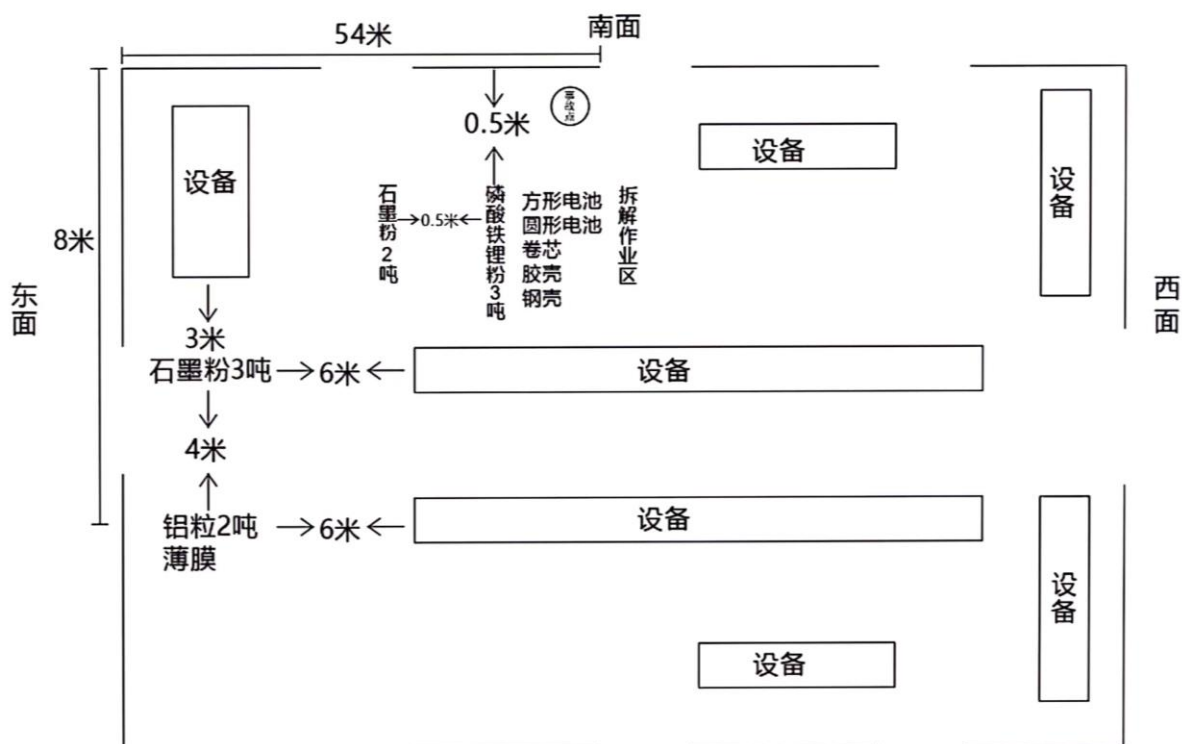 南面
54米
事故点
0.5米
设备
设备
设备
石墨粉2吨
0.5米
磷酸铁锂粉3吨
方形电池
圆形电池
卷芯
胶壳
钢壳
拆解作业区
8米
东面
西面
3米
石墨粉3吨
6米
设备
4米
铝粒2吨
薄膜
6米
设备
设备
设备